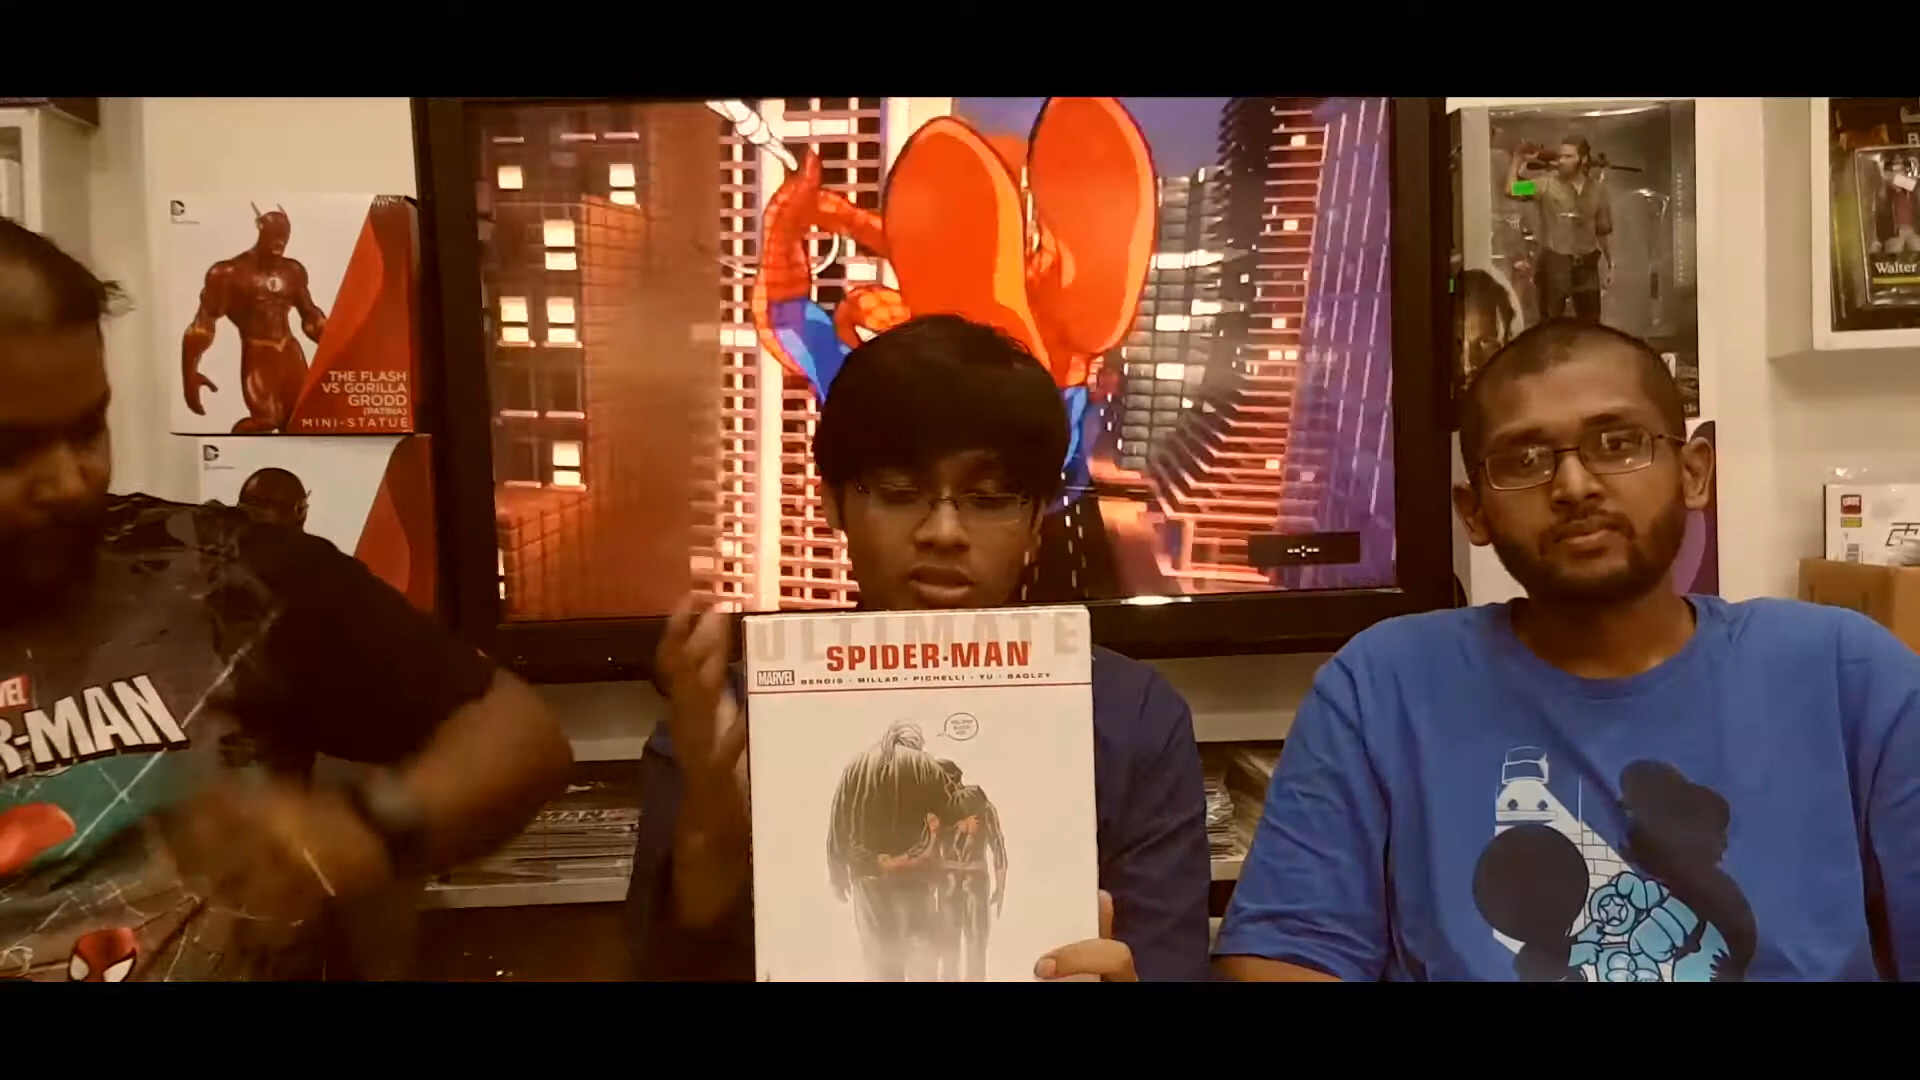 THE FLASH
VS GORILLA
GRODD
(PATINA)
MINI-STATUE
Walter
ULTIMATE
SPIDER-MAN
MARVEL
BENDIS • MILLAR • PICHELLI • YU • BAGLEY
R-MAN